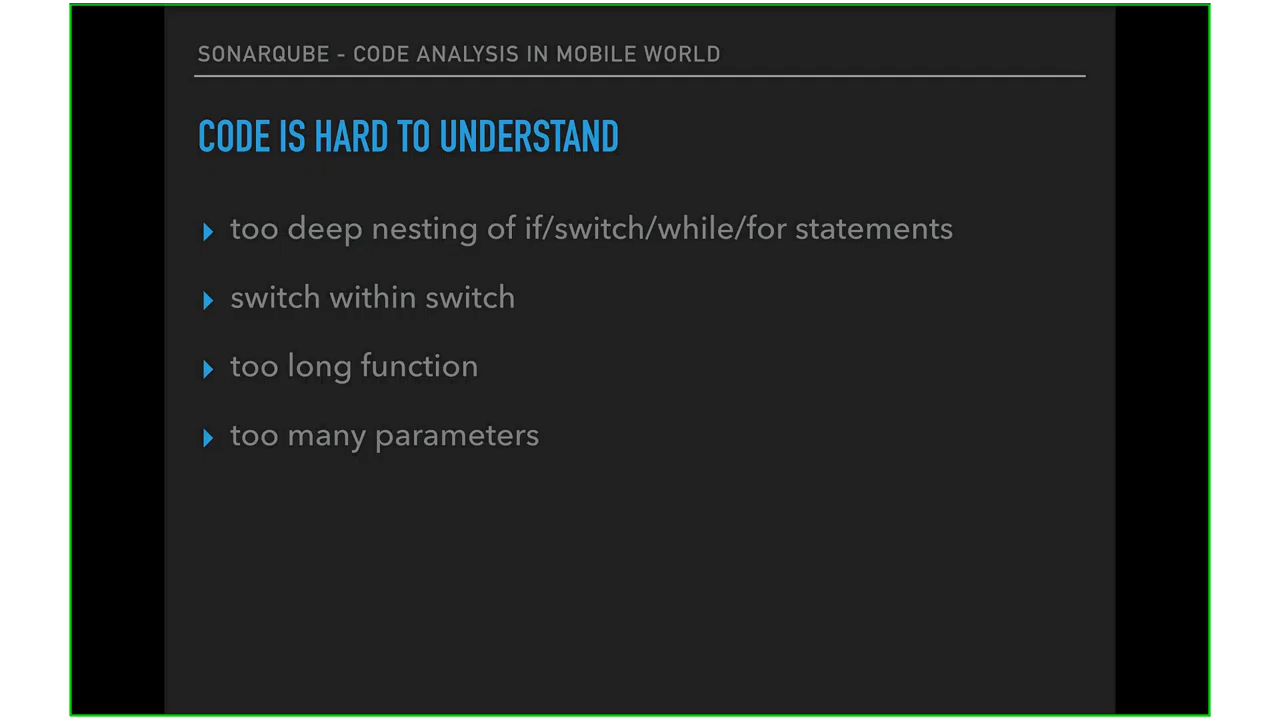 SONARQUBE - CODE ANALYSIS IN MOBILE WORLD
CODE IS HARD TO UNDERSTAND
too deep nesting of if/switch/while/for statements
switch within switch
too long function
too many parameters